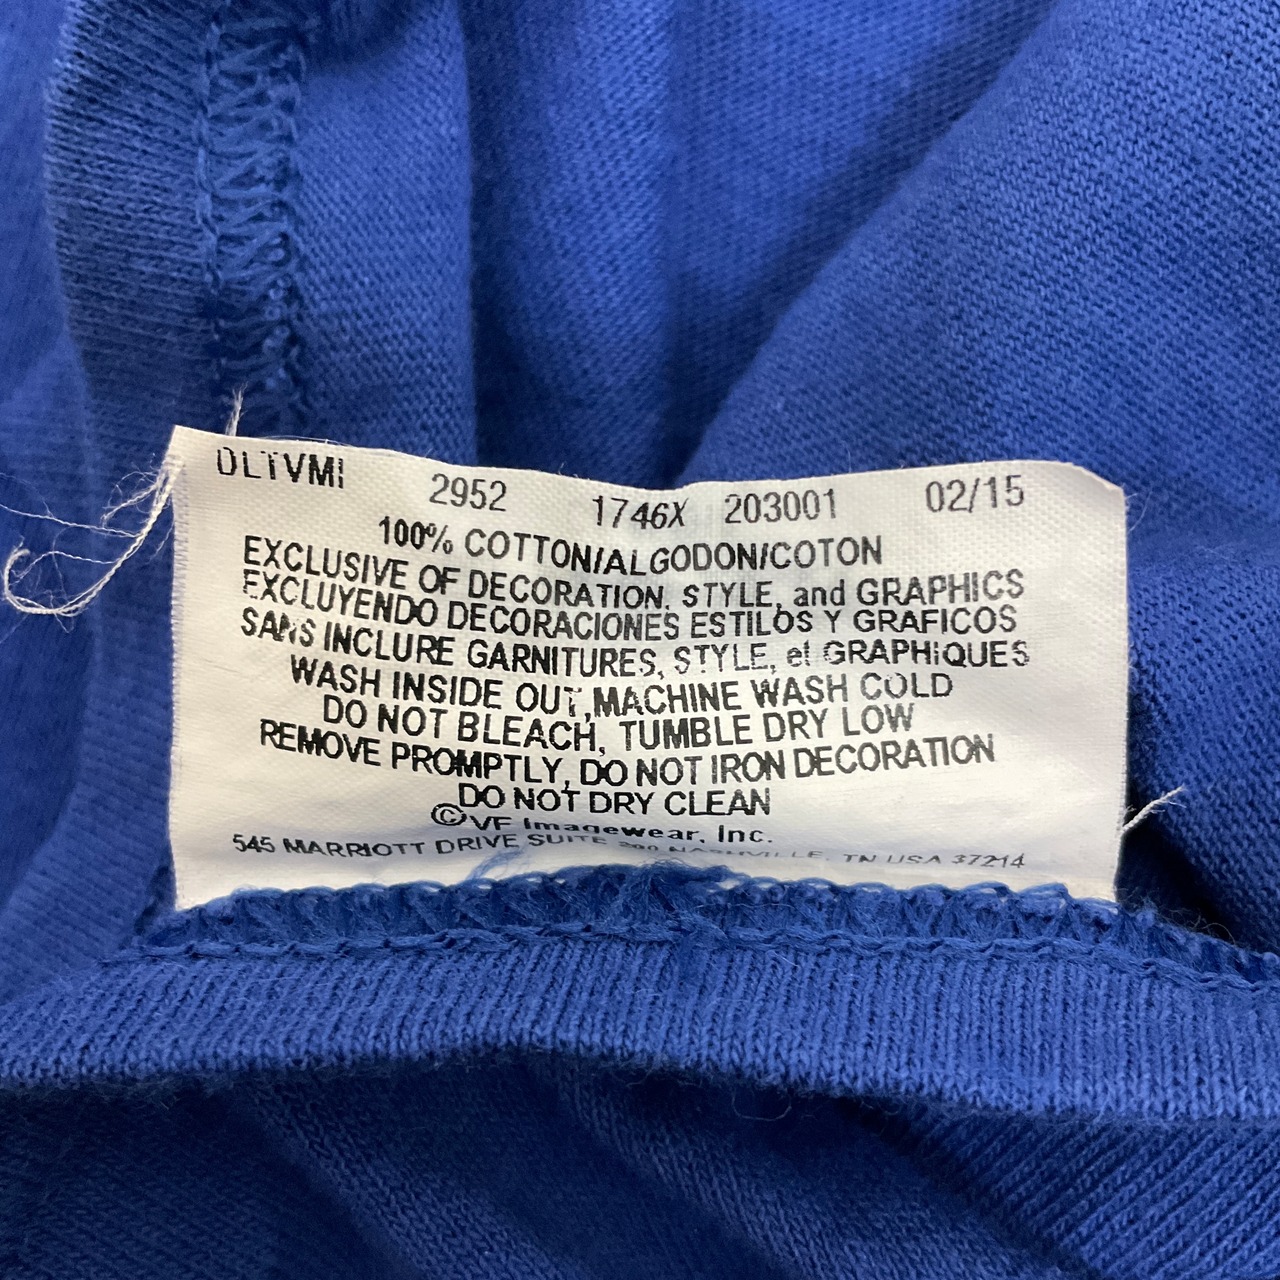 DLTVMI 2952 1746X 203001 02/15
100% COTTON/ALGODON/COTON
EXCLUSIVE OF DECORATION, STYLE, and GRAPHICS
EXCLUYENDO DECORACIONES ESTILOS Y GRAFICOS
SANS INCLURE GARNITURES, STYLE, et GRAPHiQUES
WASH INSIDE OUT, MACHINE WASH COLD
DO NOT BLEACH, TUMBLE DRY LOW
REMOVE PROMPTLY, DO NOT IRON DECORATION
DO NOT DRY CLEAN
©VF Imagewear, Inc.
545 MARRIOTT DRIVE SUITE 200 NASHVILLE, TN USA 37214